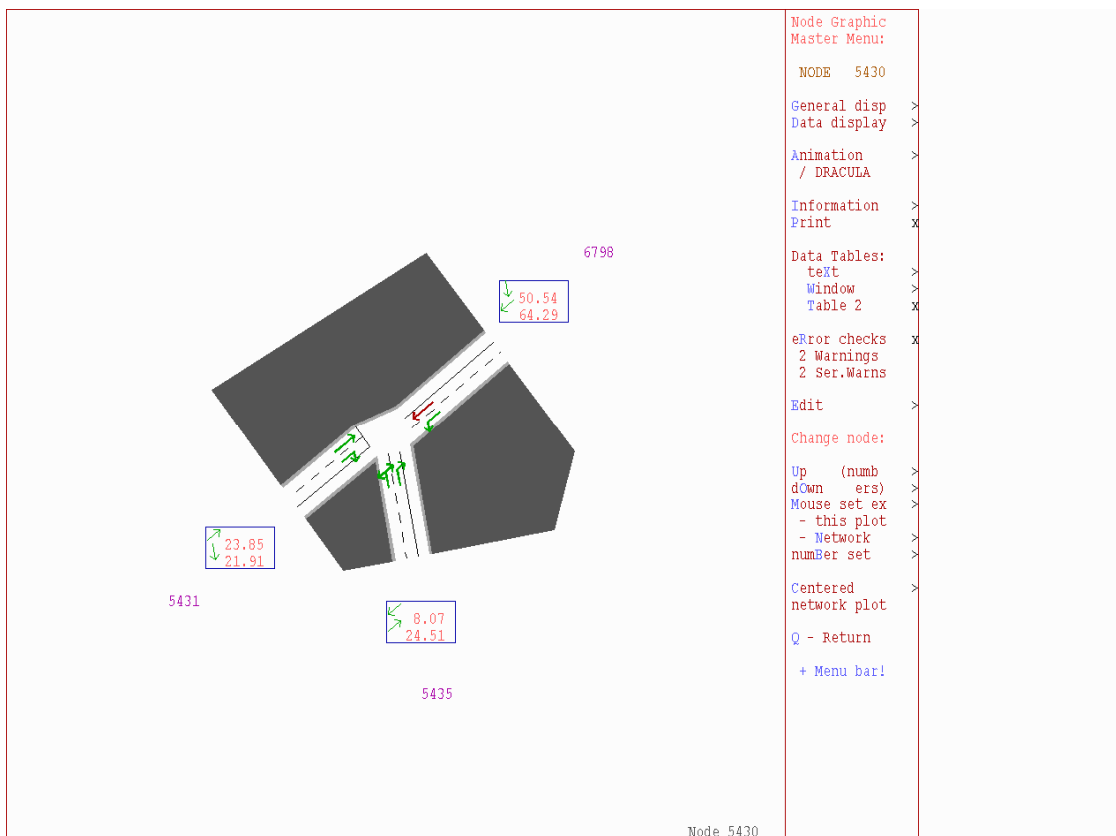 6798
50.54
64.29
23.85
21.91
5431
8.07
24.51
5435
Node 5430
Node Graphic
Master Menu:
NODE 5430
General disp >
Data display >
Animation >
/ DRACULA
Information >
Print x
Data Tables:
teXt >
Window >
Table 2 x
eRror checks x
2 Warnings
2 Ser.Warns
Edit >
Change node:
Up (numb >
dOwn ers) >
Mouse set ex >
- this plot
- Network >
numBer set >
Centered >
network plot
Q - Return
+ Menu bar!